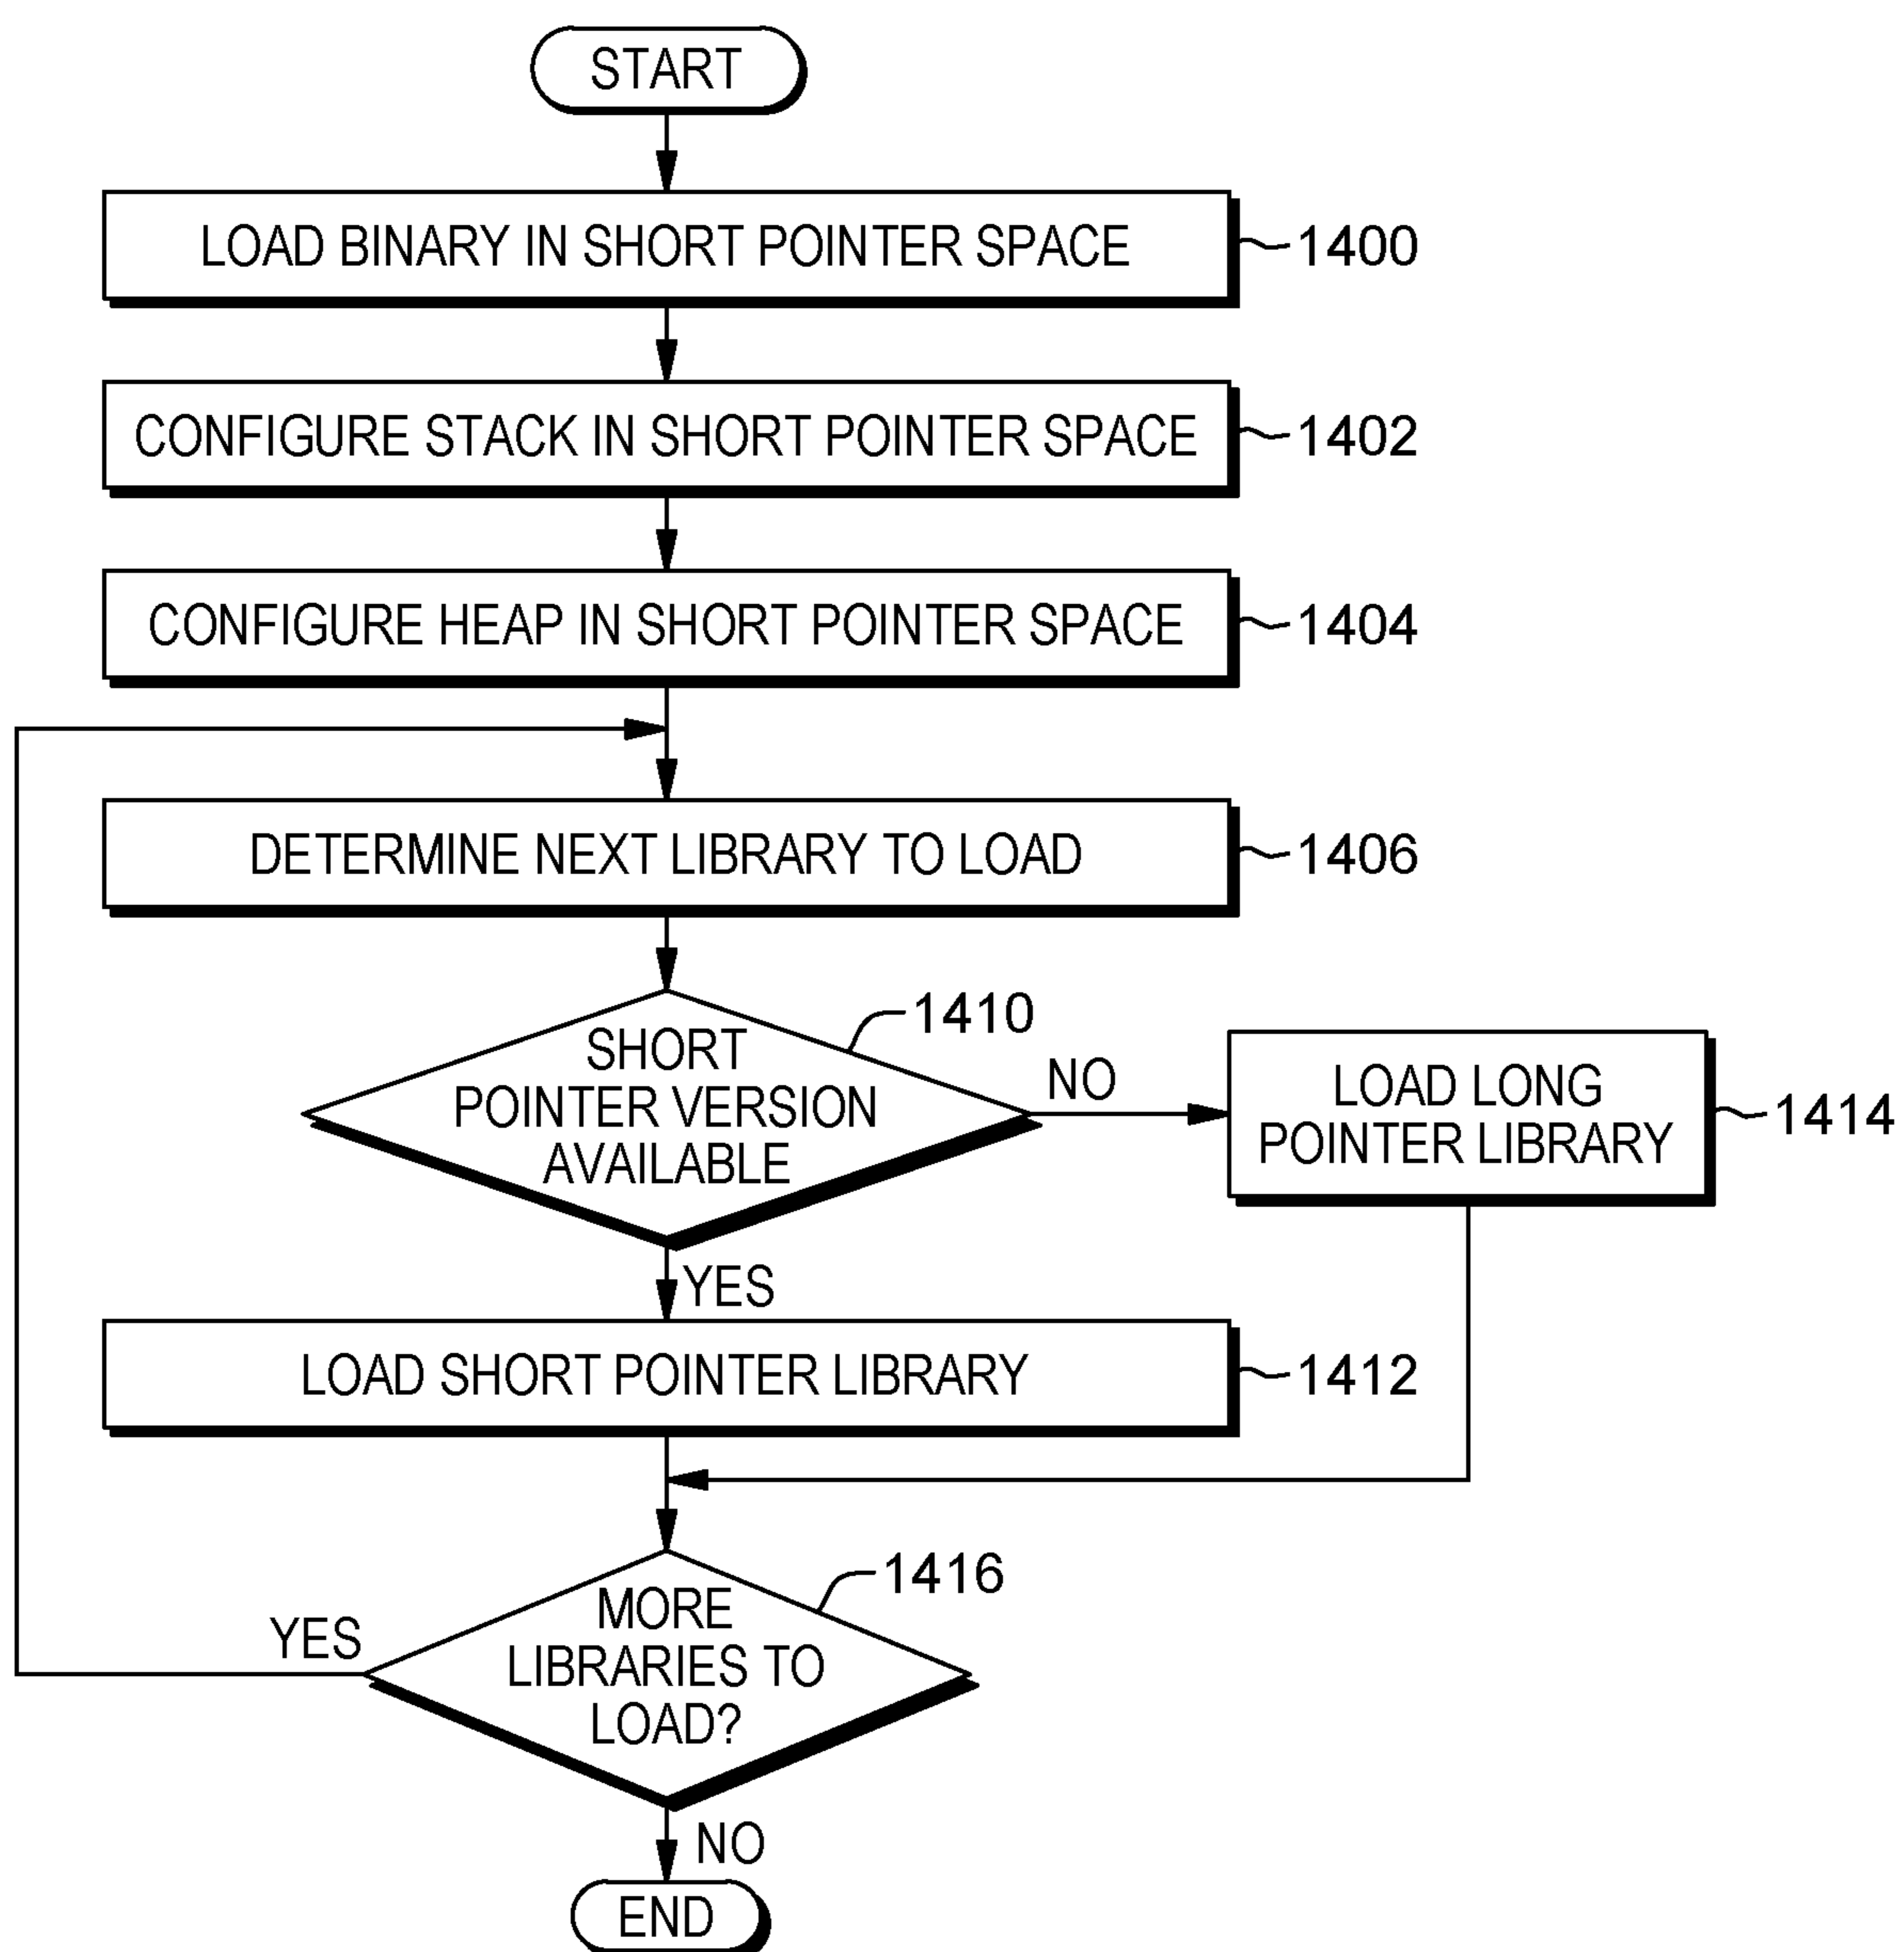 START
LOAD BINARY IN SHORT POINTER SPACE
1400
CONFIGURE STACK IN SHORT POINTER SPACE
1402
CONFIGURE HEAP IN SHORT POINTER SPACE
1404
DETERMINE NEXT LIBRARY TO LOAD
1406
1410
SHORT
POINTER VERSION
AVAILABLE
NO
LOAD LONG
POINTER LIBRARY
1414
YES
LOAD SHORT POINTER LIBRARY
1412
1416
MORE
LIBRARIES TO
LOAD?
YES
NO
END